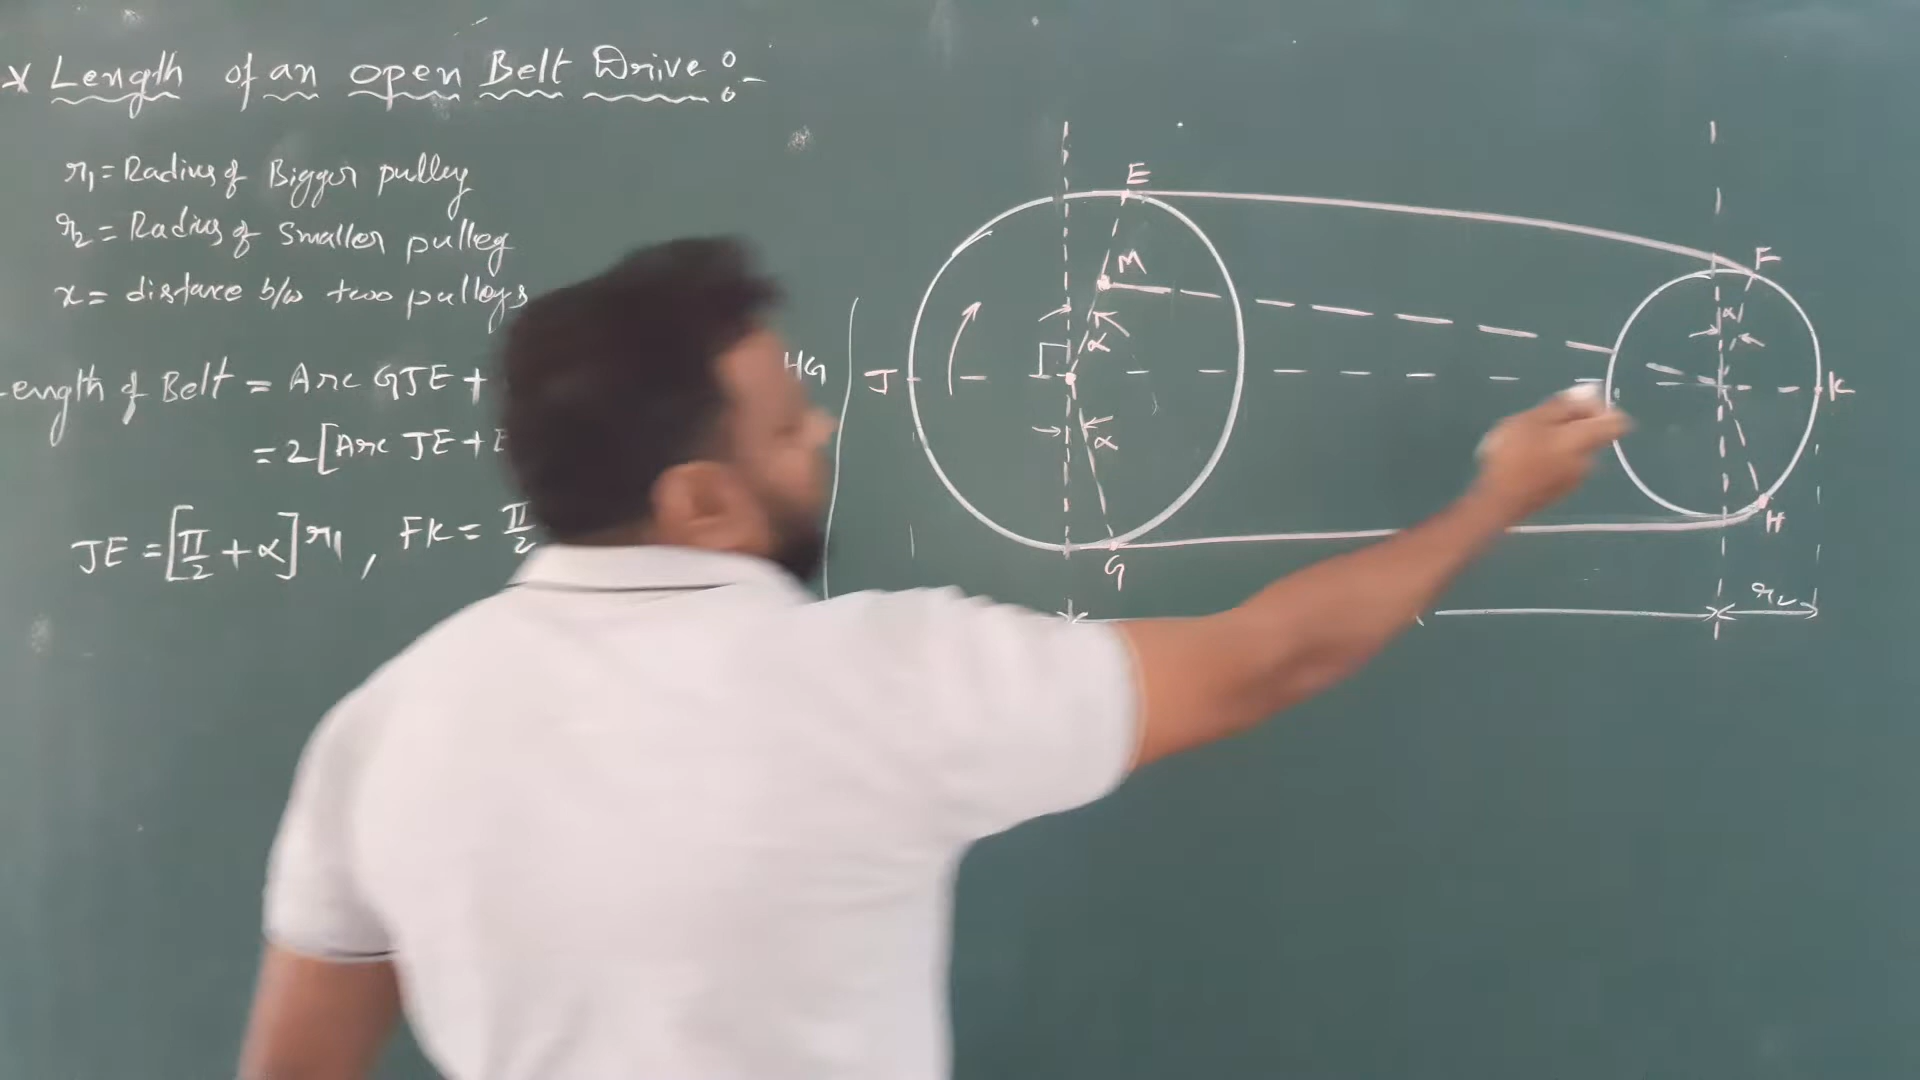 * Length of an open Belt Drive :-
r₁ = Radius of Bigger pulley
r₂ = Radius of Smaller pulley
x = distance b/w two pulleys
Length of Belt = Arc GJE + HG
= 2[Arc JE + E
JE = [π/2 + α] r₁ , FK = π/2
E
M
F
α
α
J
K
α
G
H
r₂